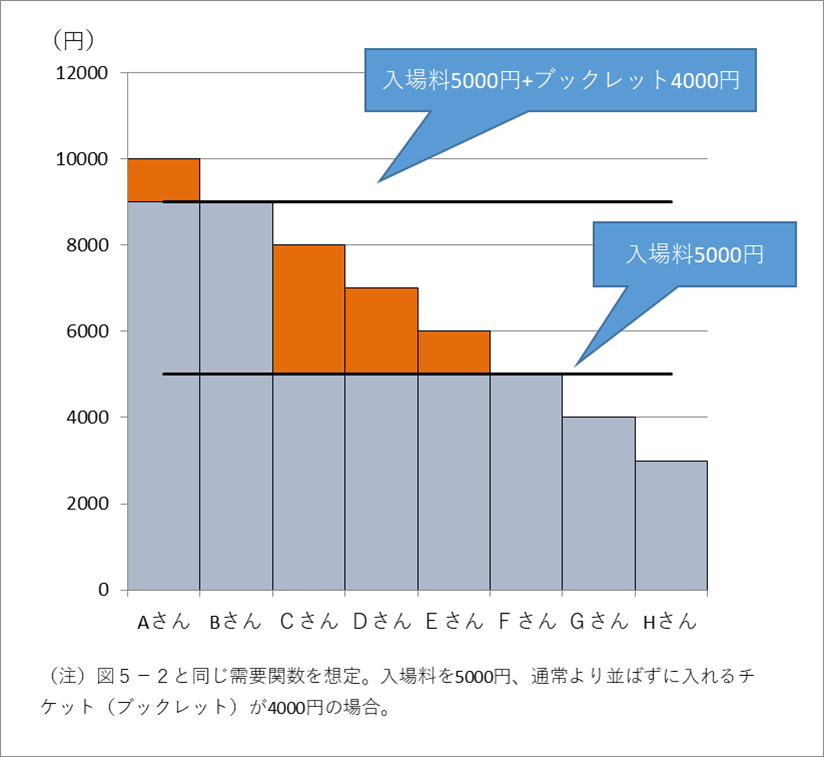 （円）
12000
入場料5000円+ブックレット4000円
10000
8000
入場料5000円
6000
4000
2000
0
Aさん Bさん Ｃさん Ｄさん Ｅさん Ｆさん Ｇさん Hさん
（注）図５－２と同じ需要関数を想定。入場料を5000円、通常より並ばずに入れるチ
ケット（ブックレット）が4000円の場合。